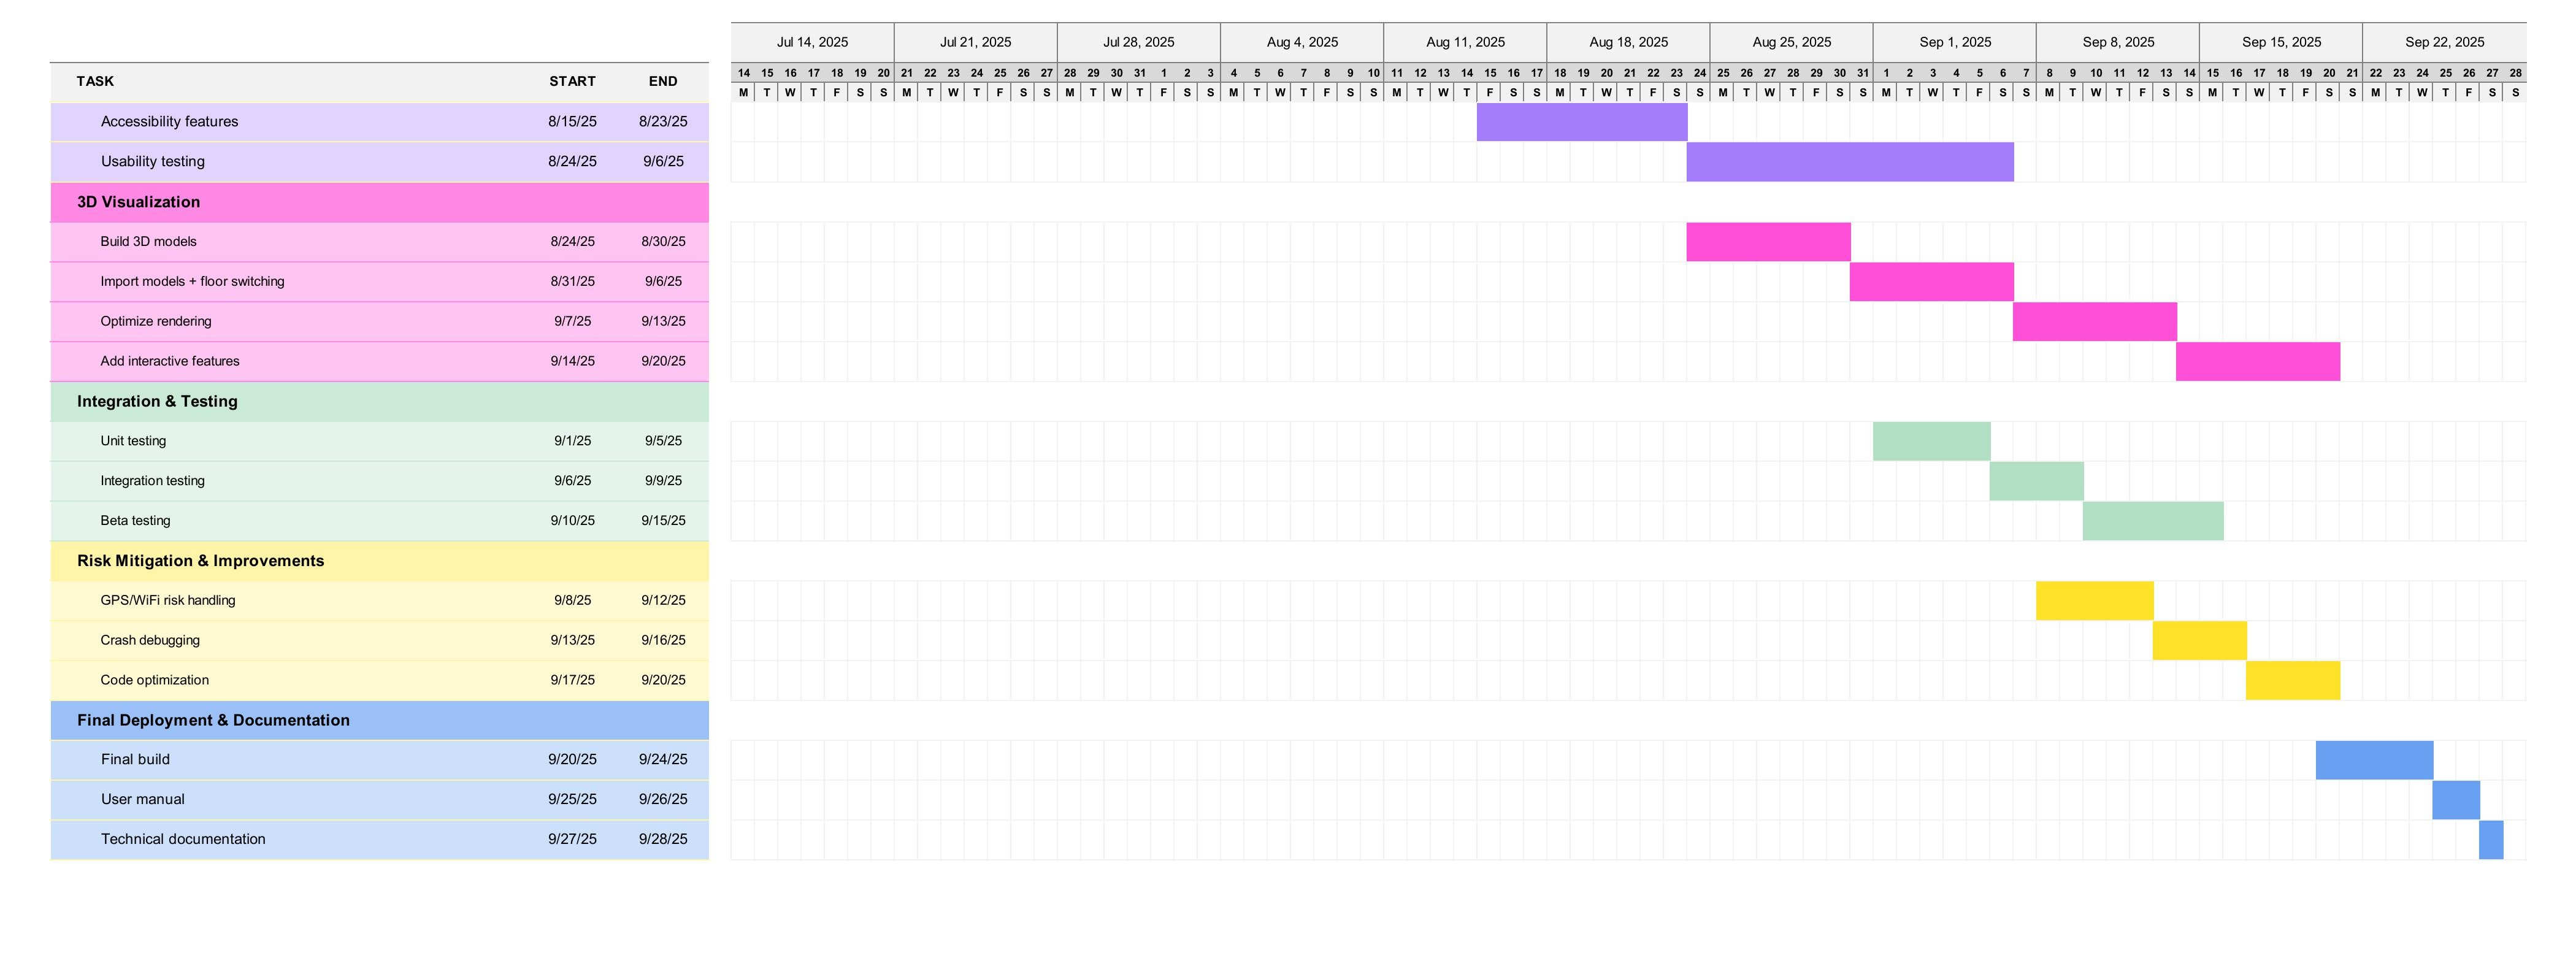 Jul 14, 2025 Jul 21, 2025 Jul 28, 2025 Aug 4, 2025 Aug 11, 2025 Aug 18, 2025 Aug 25, 2025 Sep 1, 2025 Sep 8, 2025 Sep 15, 2025 Sep 22, 2025
TASK START END
14 15 16 17 18 19 20 21 22 23 24 25 26 27 28 29 30 31 1 2 3 4 5 6 7 8 9 10 11 12 13 14 15 16 17 18 19 20 21 22 23 24 25 26 27 28 29 30 31 1 2 3 4 5 6 7 8 9 10 11 12 13 14 15 16 17 18 19 20 21 22 23 24 25 26 27 28
M T W T F S S M T W T F S S M T W T F S S M T W T F S S M T W T F S S M T W T F S S M T W T F S S M T W T F S S M T W T F S S M T W T F S S M T W T F S S
Accessibility features 8/15/25 8/23/25
Usability testing 8/24/25 9/6/25
3D Visualization
Build 3D models 8/24/25 8/30/25
Import models + floor switching 8/31/25 9/6/25
Optimize rendering 9/7/25 9/13/25
Add interactive features 9/14/25 9/20/25
Integration & Testing
Unit testing 9/1/25 9/5/25
Integration testing 9/6/25 9/9/25
Beta testing 9/10/25 9/15/25
Risk Mitigation & Improvements
GPS/WiFi risk handling 9/8/25 9/12/25
Crash debugging 9/13/25 9/16/25
Code optimization 9/17/25 9/20/25
Final Deployment & Documentation
Final build 9/20/25 9/24/25
User manual 9/25/25 9/26/25
Technical documentation 9/27/25 9/28/25